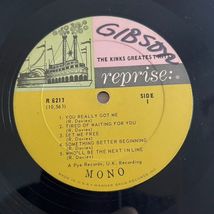 GIBSON
THE KINKS GREATEST HITS
reprise:
R 6217
(10,561)
SIDE
1
1. YOU REALLY GOT ME
(R. Davies)
2. TIRED OF WAITING FOR YOU
(R. Davies)
3. SET ME FREE
(R. Davies)
4. SOMETHING BETTER BEGINNING
(R. Davies)
5. WHO'LL BE THE NEXT IN LINE
(R. Davies)
A Pye Records, U.K. Recording
MONO